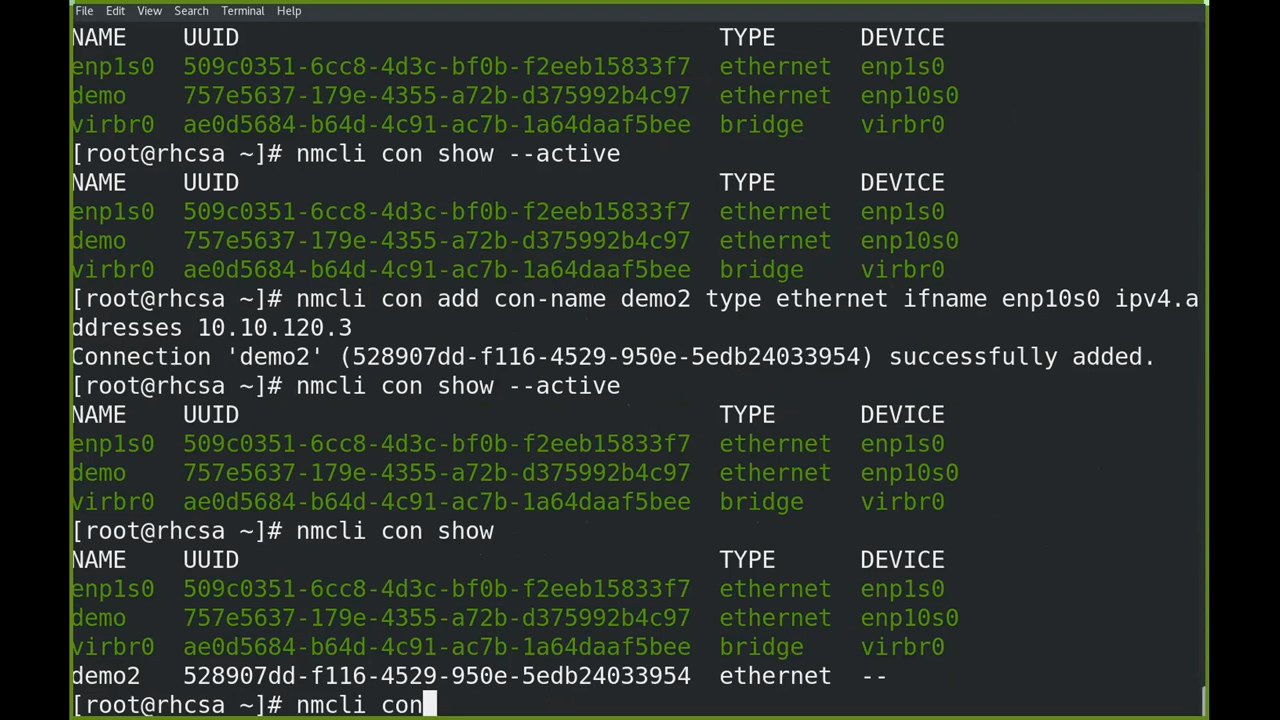 File Edit View Search Terminal Help
NAME UUID TYPE DEVICE
enp1s0 509c0351-6cc8-4d3c-bf0b-f2eeb15833f7 ethernet enp1s0
demo 757e5637-179e-4355-a72b-d375992b4c97 ethernet enp10s0
virbr0 ae0d5684-b64d-4c91-ac7b-1a64daaf5bee bridge virbr0
[root@rhcsa ~]# nmcli con show --active
NAME UUID TYPE DEVICE
enp1s0 509c0351-6cc8-4d3c-bf0b-f2eeb15833f7 ethernet enp1s0
demo 757e5637-179e-4355-a72b-d375992b4c97 ethernet enp10s0
virbr0 ae0d5684-b64d-4c91-ac7b-1a64daaf5bee bridge virbr0
[root@rhcsa ~]# nmcli con add con-name demo2 type ethernet ifname enp10s0 ipv4.a
ddresses 10.10.120.3
Connection 'demo2' (528907dd-f116-4529-950e-5edb24033954) successfully added.
[root@rhcsa ~]# nmcli con show --active
NAME UUID TYPE DEVICE
enp1s0 509c0351-6cc8-4d3c-bf0b-f2eeb15833f7 ethernet enp1s0
demo 757e5637-179e-4355-a72b-d375992b4c97 ethernet enp10s0
virbr0 ae0d5684-b64d-4c91-ac7b-1a64daaf5bee bridge virbr0
[root@rhcsa ~]# nmcli con show
NAME UUID TYPE DEVICE
enp1s0 509c0351-6cc8-4d3c-bf0b-f2eeb15833f7 ethernet enp1s0
demo 757e5637-179e-4355-a72b-d375992b4c97 ethernet enp10s0
virbr0 ae0d5684-b64d-4c91-ac7b-1a64daaf5bee bridge virbr0
demo2 528907dd-f116-4529-950e-5edb24033954 ethernet --
[root@rhcsa ~]# nmcli con